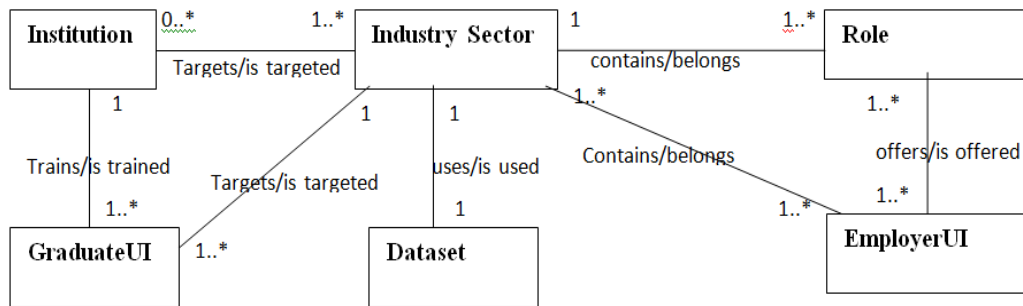 0..*
1..*
1
1..*
Institution
Industry Sector
Role
Targets/is targeted
contains/belongs
1
1
1
1..*
1..*
Trains/is trained
Targets/is targeted
uses/is used
Contains/belongs
offers/is offered
1..*
1..*
1
1..*
1..*
GraduateUI
Dataset
EmployerUI